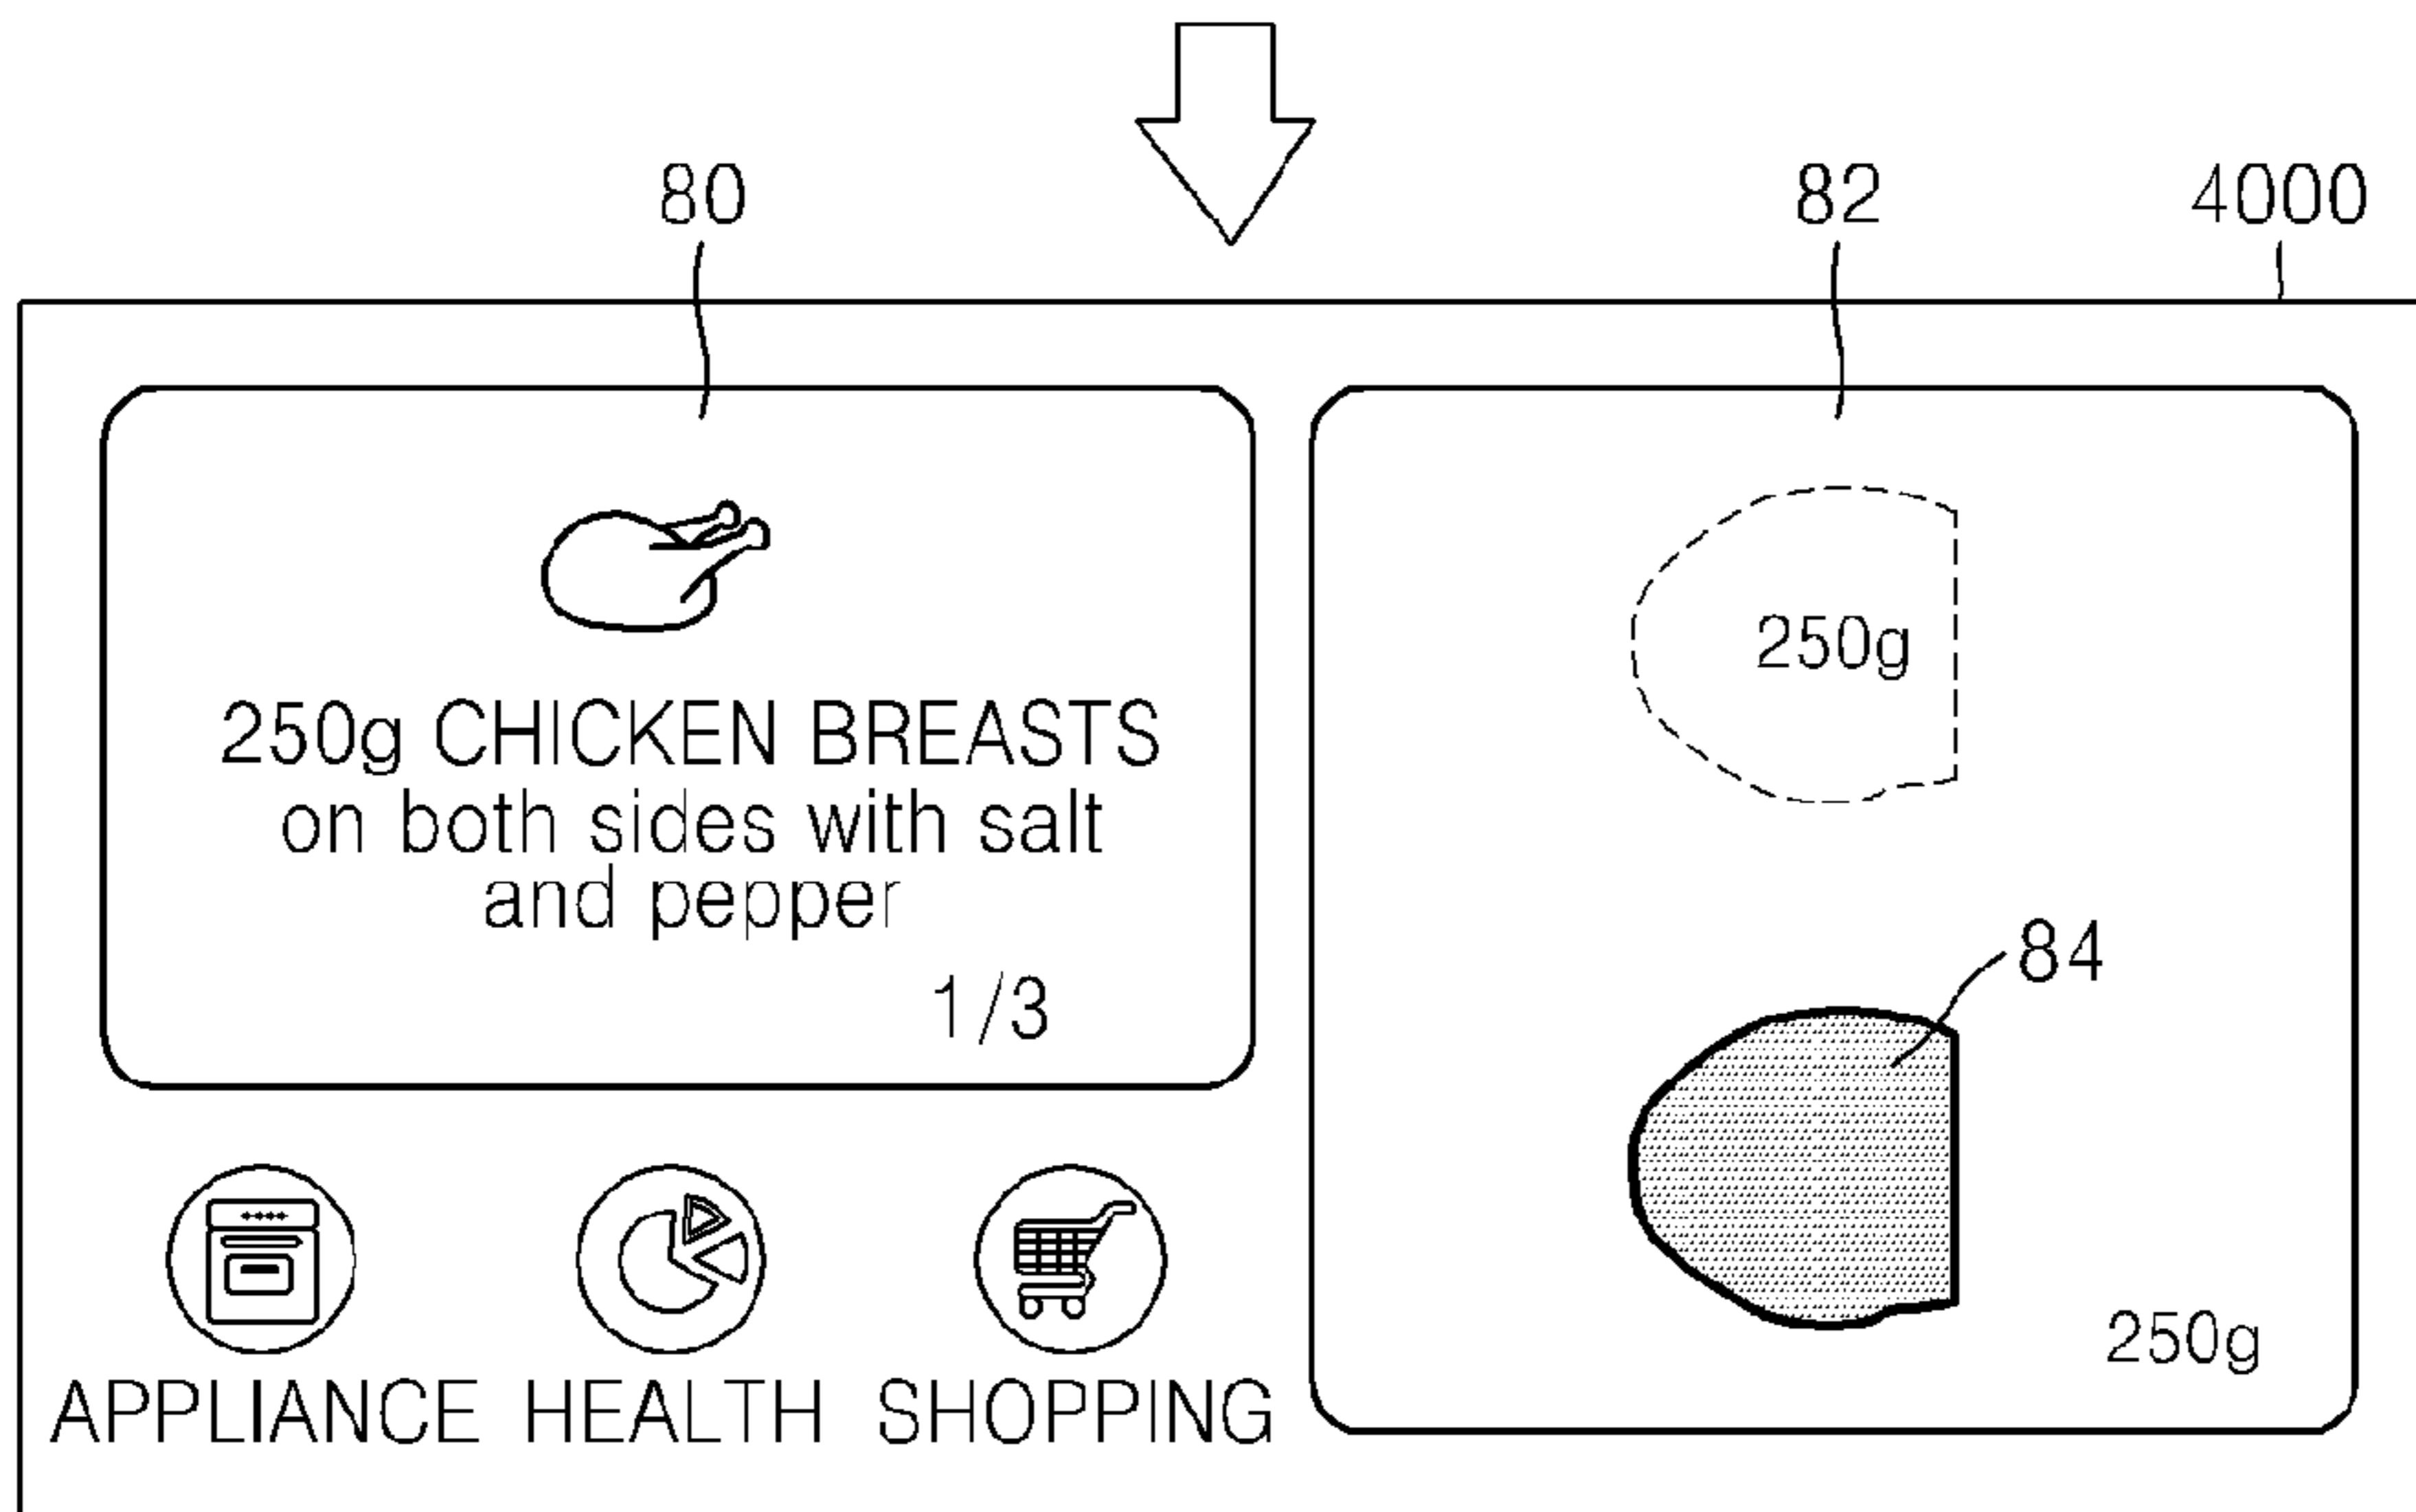 80
82
4000
250g CHICKEN BREASTS
on both sides with salt
and pepper
1/3
250g
84
250g
APPLIANCE HEALTH SHOPPING